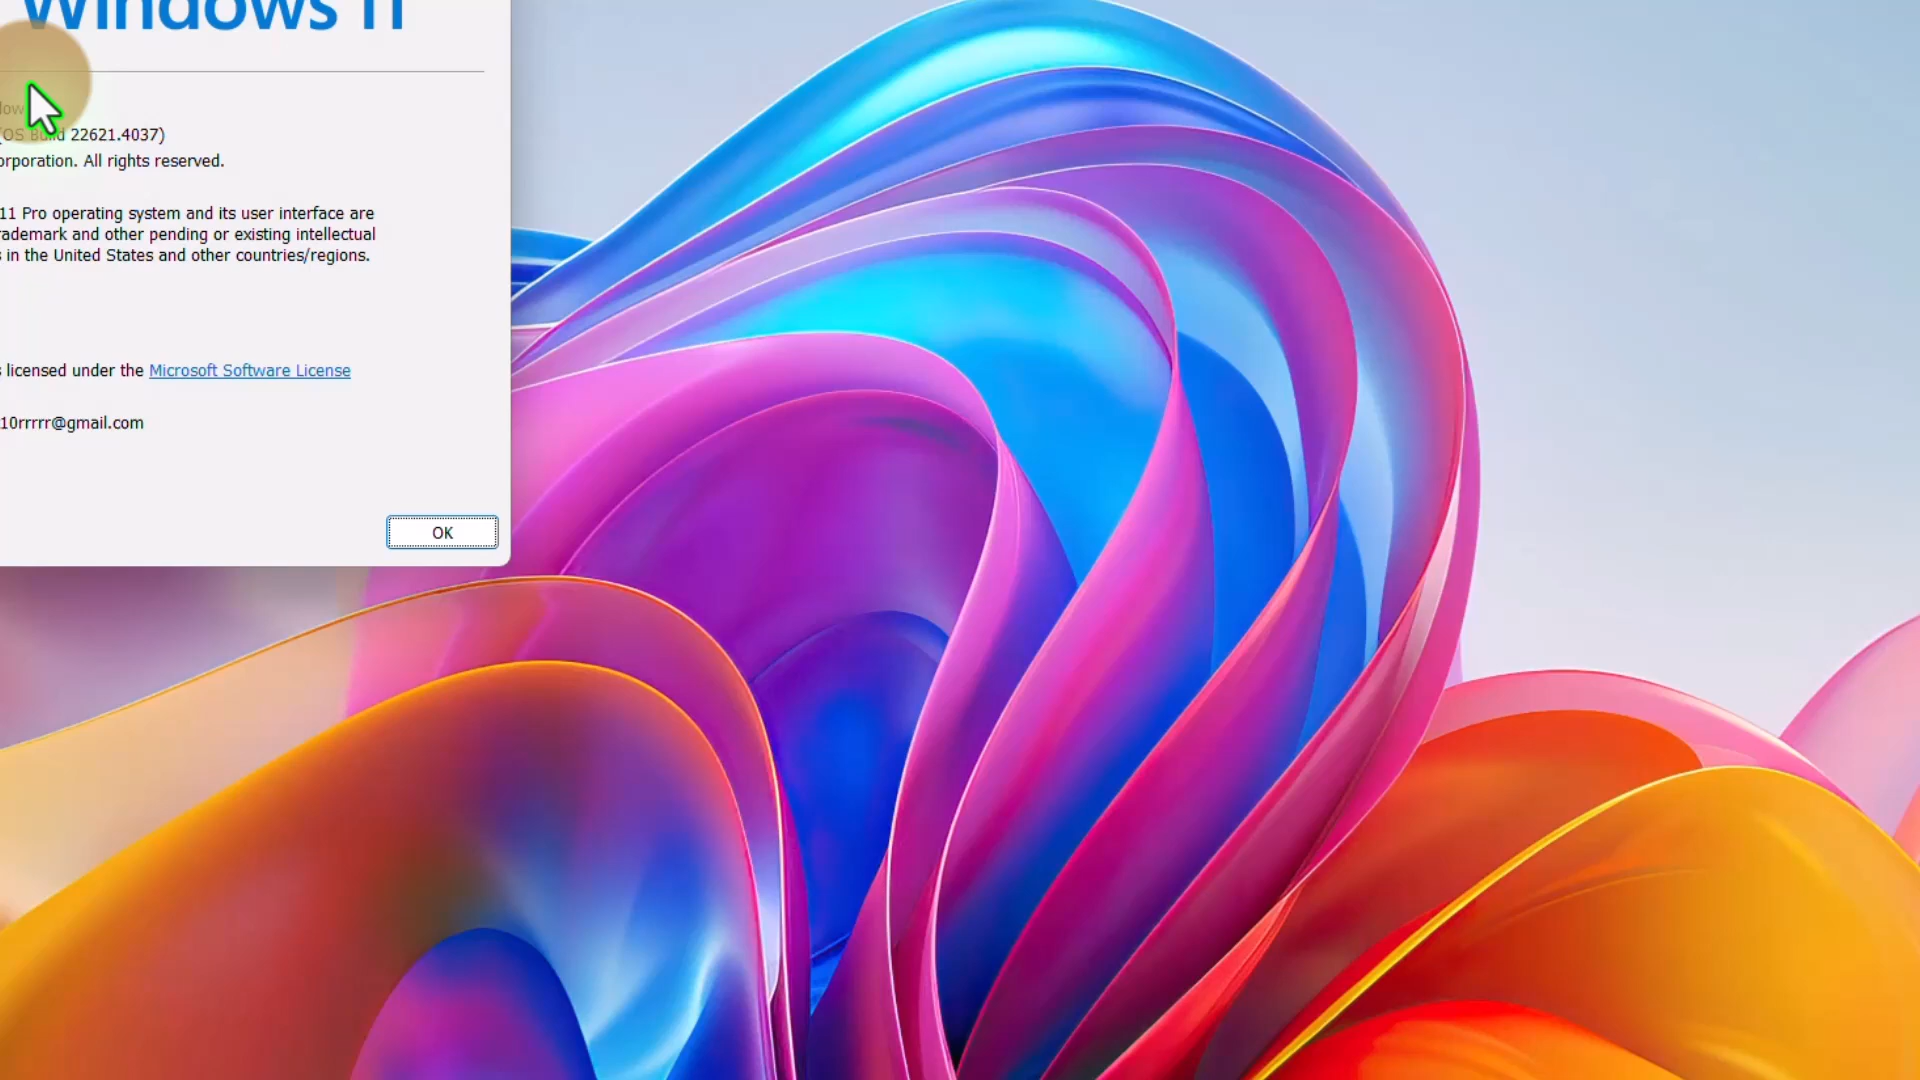 Windows 11
(OS Build 22621.4037)
orporation. All rights reserved.
11 Pro operating system and its user interface are
rademark and other pending or existing intellectual
s in the United States and other countries/regions.
s licensed under the Microsoft Software License
10rrrrr@gmail.com
OK